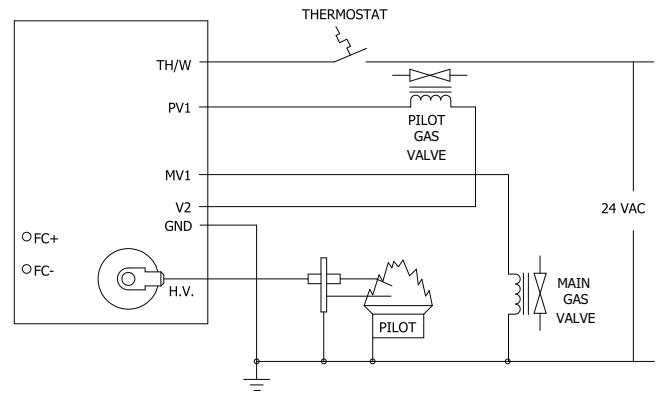 THERMOSTAT
TH/W
PV1
PILOT
GAS
VALVE
MV1
V2
GND
24 VAC
FC+
FC-
H.V.
MAIN
GAS
VALVE
PILOT